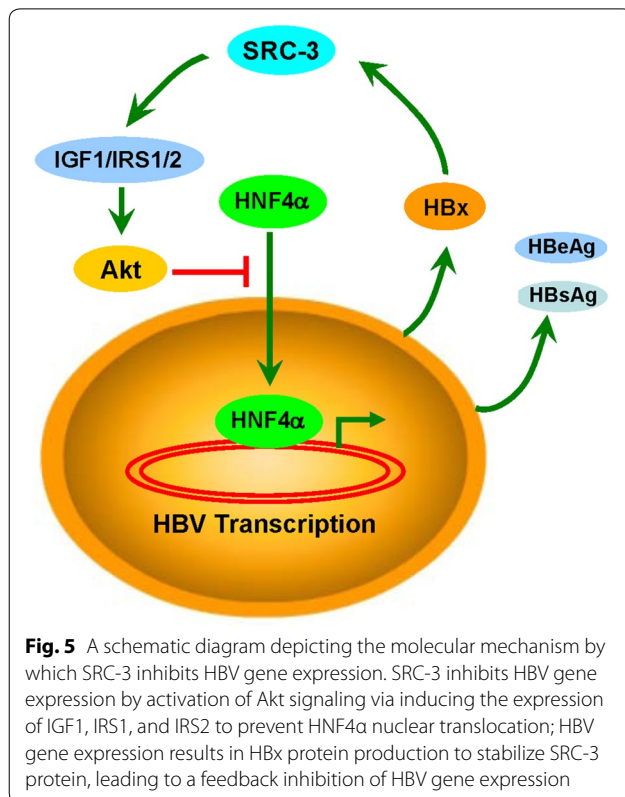 SRC-3
IGF1/IRS1/2
HNF4α
HBx
HBeAg
Akt
HBsAg
HNF4α
HBV Transcription
Fig. 5 A schematic diagram depicting the molecular mechanism by
which SRC-3 inhibits HBV gene expression. SRC-3 inhibits HBV gene
expression by activation of Akt signaling via inducing the expression
of IGF1, IRS1, and IRS2 to prevent HNF4α nuclear translocation; HBV
gene expression results in HBx protein production to stabilize SRC-3
protein, leading to a feedback inhibition of HBV gene expression